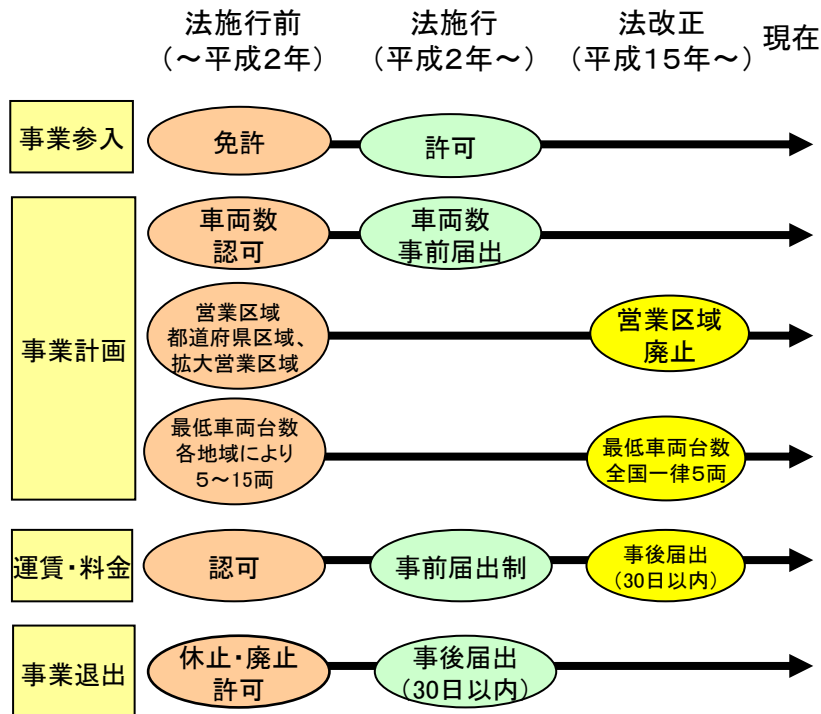 法施行前
(～平成2年)
法施行
(平成2年～)
法改正
(平成15年～)
現在
事業参入
免許
許可
事業計画
車両数
認可
車両数
事前届出
営業区域
都道府県区域、
拡大営業区域
営業区域
廃止
最低車両台数
各地域により
5～15両
最低車両台数
全国一律5両
運賃・料金
認可
事前届出制
事後届出
(30日以内)
事業退出
休止・廃止
許可
事後届出
(30日以内)